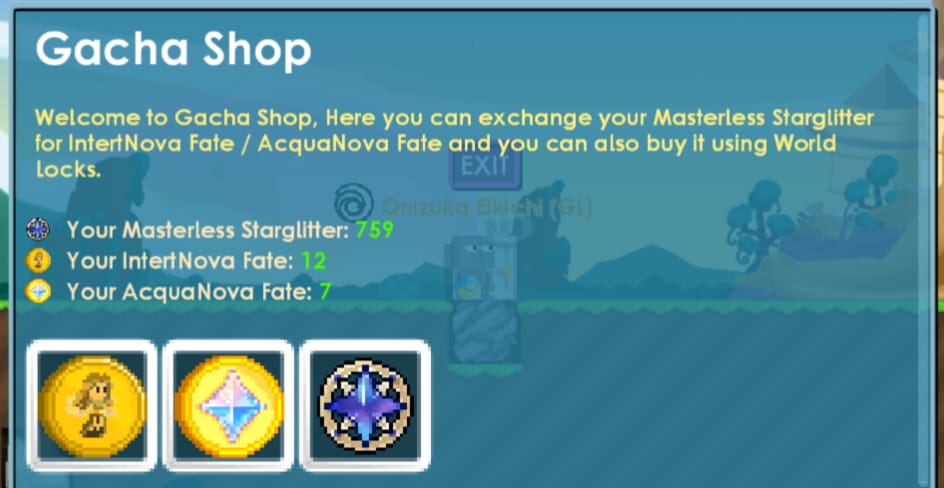 Gacha Shop
Welcome to Gacha Shop, Here you can exchange your Masterless Starglitter
for IntertNova Fate / AcquaNova Fate and you can also buy it using World
Locks.
EXIT
Onizuka Eikichi (GL)
Your Masterless Starglitter: 759
Your IntertNova Fate: 12
Your AcquaNova Fate: 7